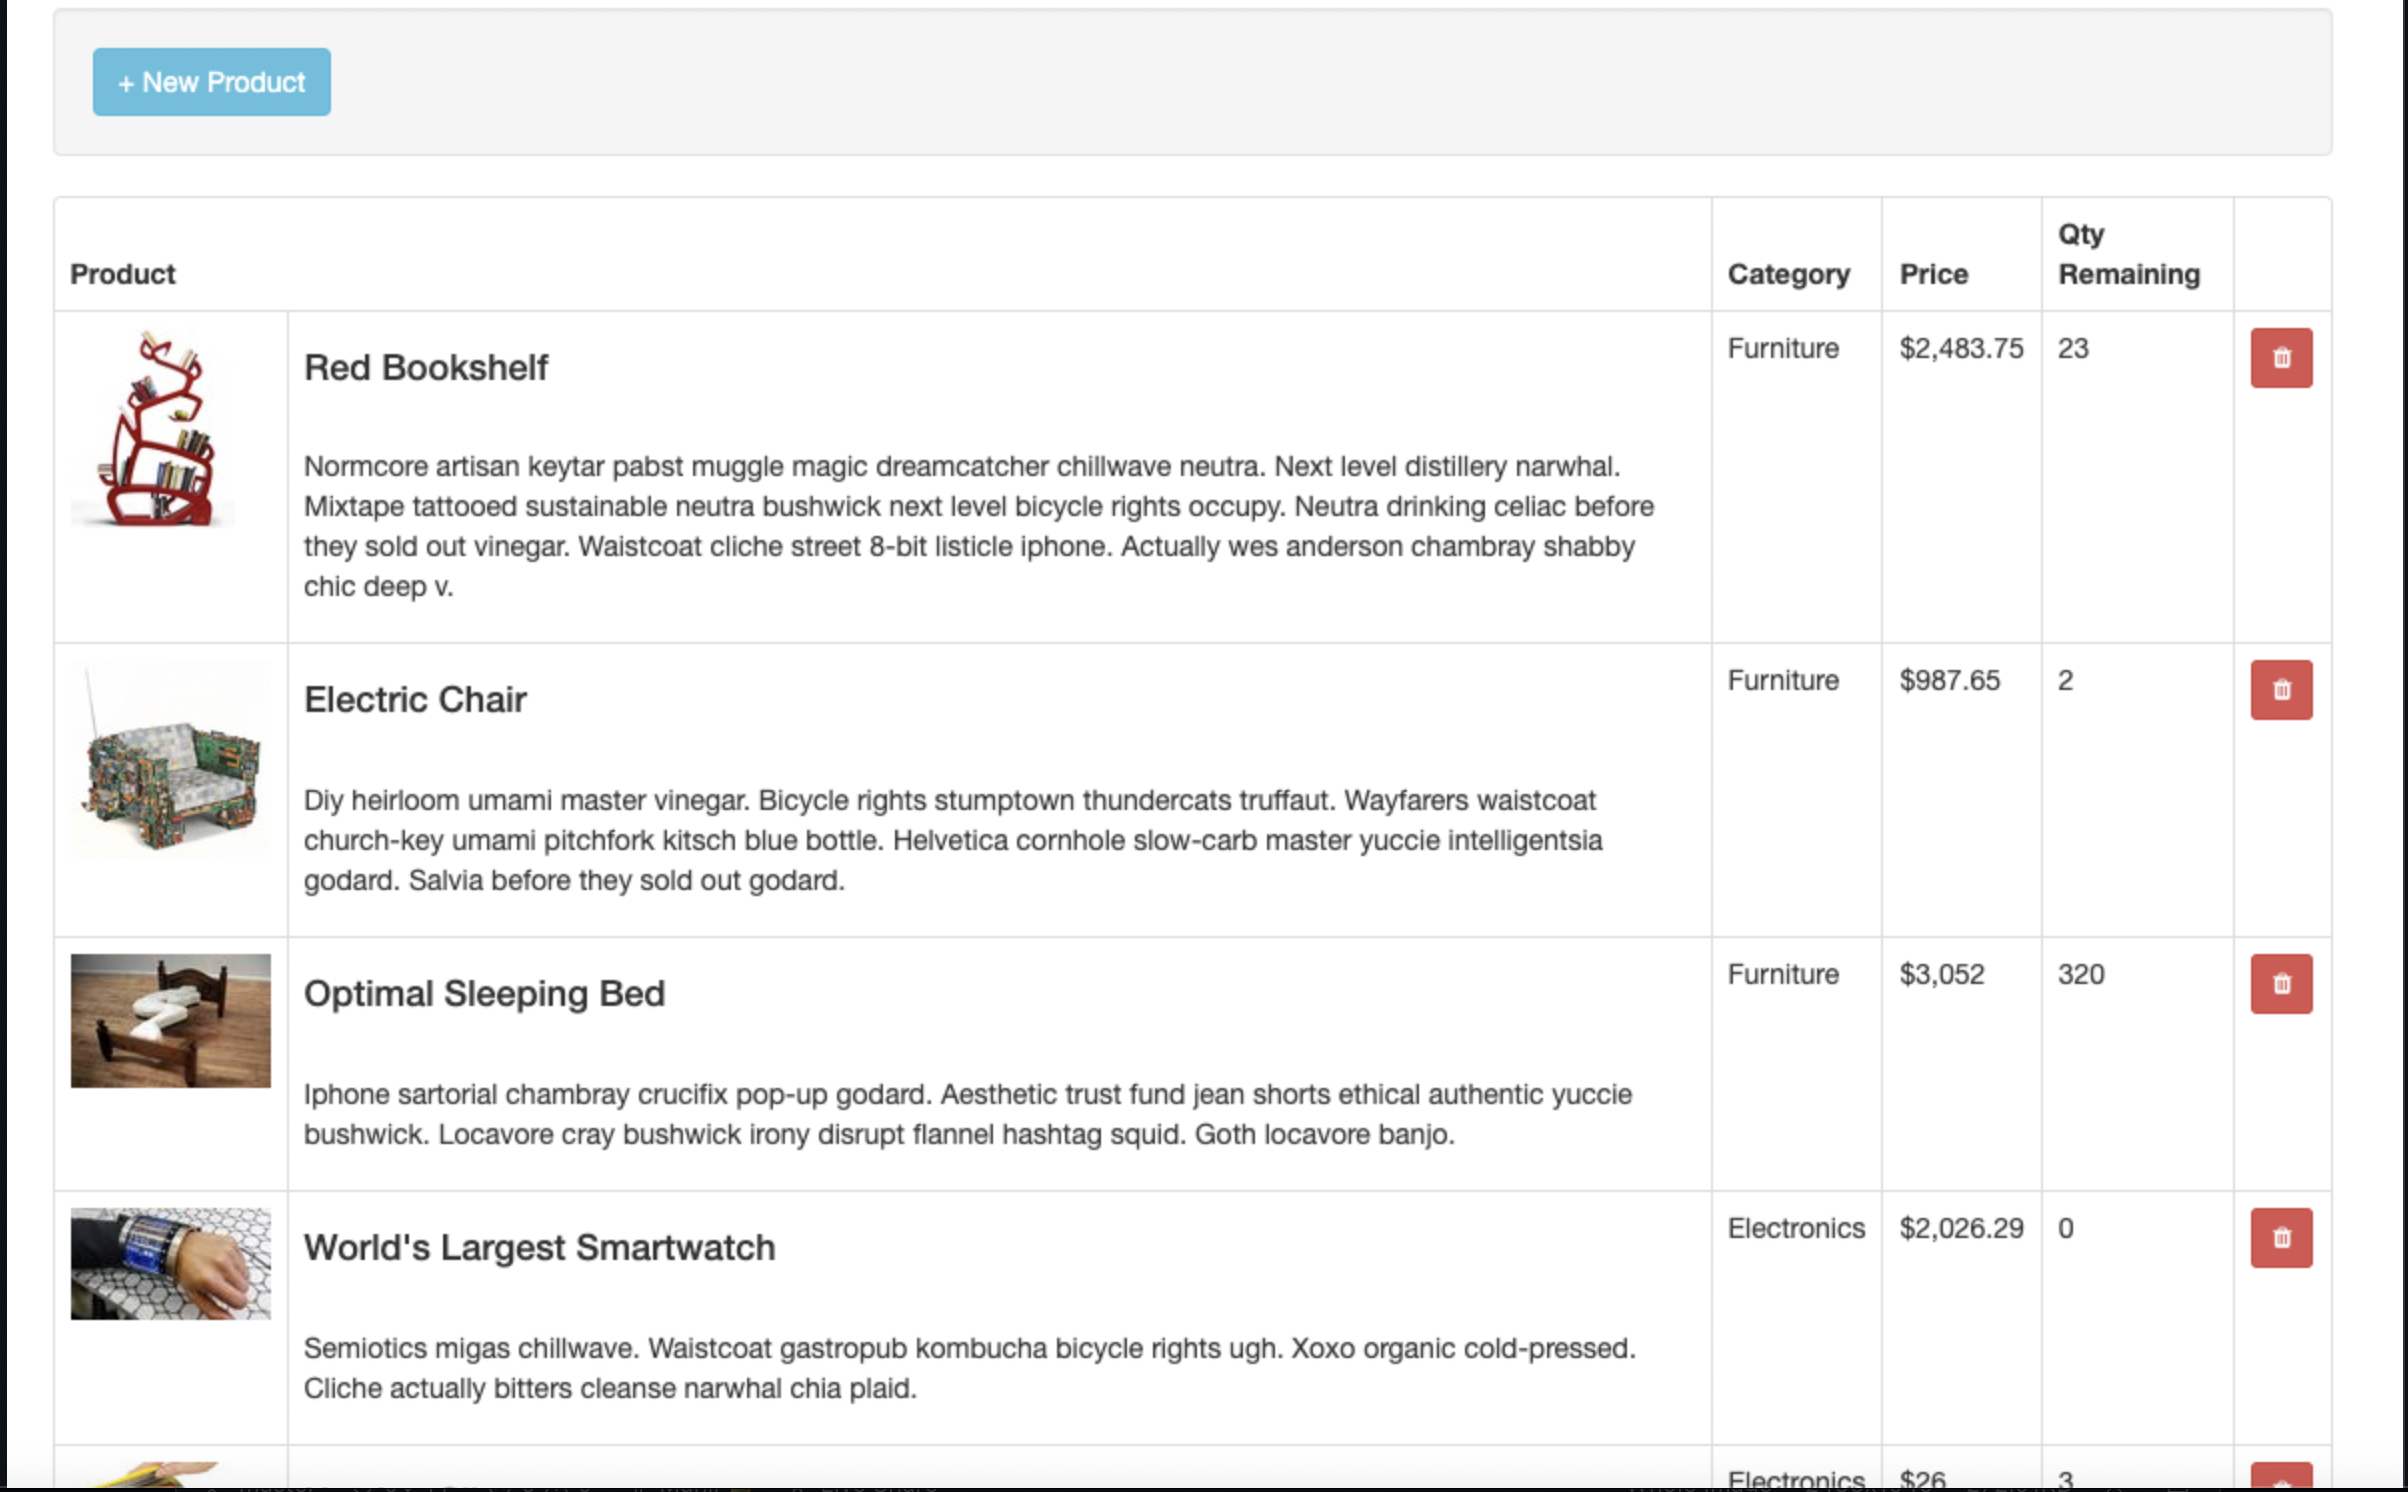 + New Product
Product
Category
Price
Qty
Remaining
Red Bookshelf
Furniture
$2,483.75
23
Normcore artisan keytar pabst muggle magic dreamcatcher chillwave neutra. Next level distillery narwhal.
Mixtape tattooed sustainable neutra bushwick next level bicycle rights occupy. Neutra drinking celiac before
they sold out vinegar. Waistcoat cliche street 8-bit listicle iphone. Actually wes anderson chambray shabby
chic deep v.
Electric Chair
Furniture
$987.65
2
Diy heirloom umami master vinegar. Bicycle rights stumptown thundercats truffaut. Wayfarers waistcoat
church-key umami pitchfork kitsch blue bottle. Helvetica cornhole slow-carb master yuccie intelligentsia
godard. Salvia before they sold out godard.
Optimal Sleeping Bed
Furniture
$3,052
320
Iphone sartorial chambray crucifix pop-up godard. Aesthetic trust fund jean shorts ethical authentic yuccie
bushwick. Locavore cray bushwick irony disrupt flannel hashtag squid. Goth locavore banjo.
World's Largest Smartwatch
Electronics
$2,026.29
0
Semiotics migas chillwave. Waistcoat gastropub kombucha bicycle rights ugh. Xoxo organic cold-pressed.
Cliche actually bitters cleanse narwhal chia plaid.
Electronics
$26
3